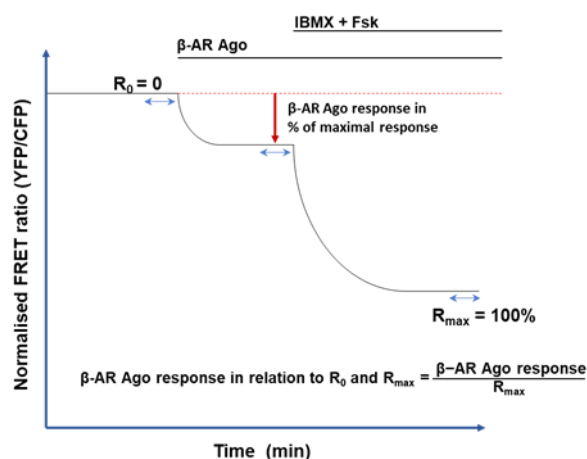 IBMX + Fsk
β-AR Ago
R₀ = 0
β-AR Ago response in
% of maximal response
Normalised FRET ratio (YFP/CFP)
Rmax = 100%
β-AR Ago response in relation to R₀ and Rmax = β−AR Ago response
Rmax
Time (min)